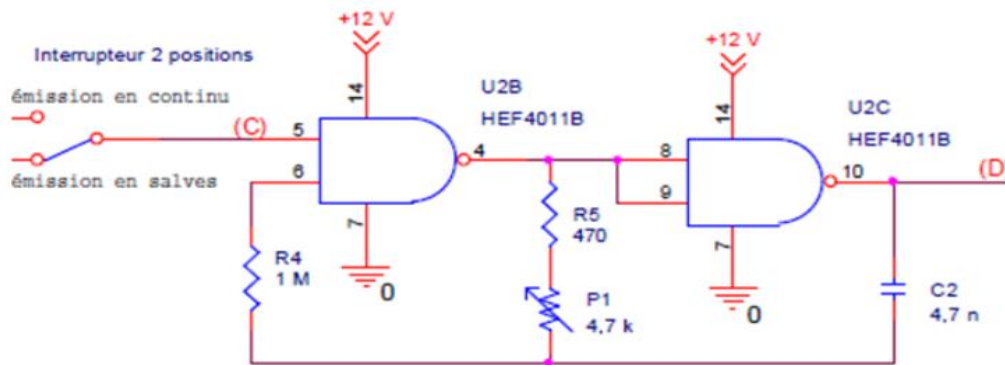 +12 V
+12 V
Interrupteur 2 positions
émission en continu
14
U2B
HEF4011B
14
U2C
HEF4011B
(C)
5
4
8
10
(D
6
9
émission en salves
7
R5
470
7
R4
1 M
0
P1
4,7 k
0
C2
4,7 n